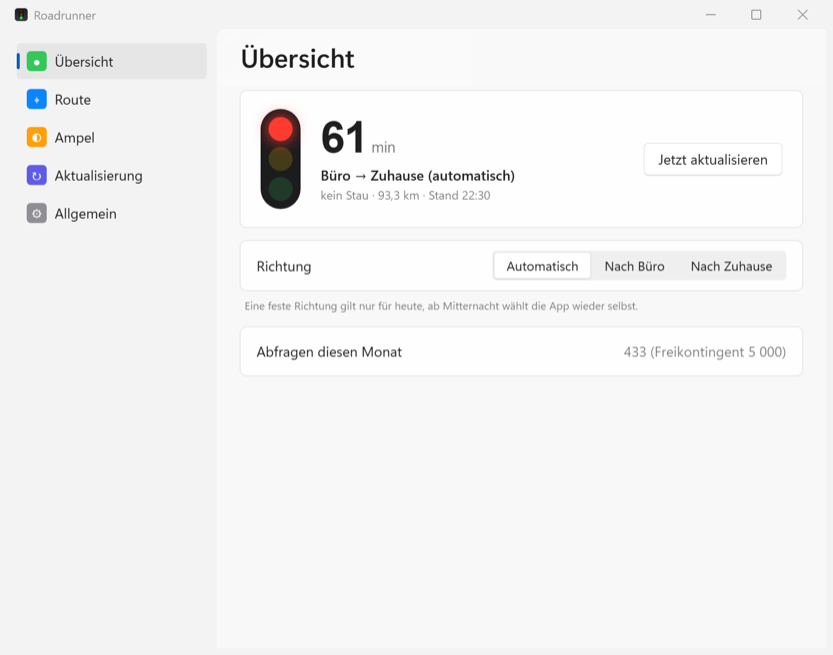 Roadrunner
Übersicht
Route
Ampel
Aktualisierung
Allgemein
Übersicht
61 min
Büro → Zuhause (automatisch)
kein Stau · 93,3 km · Stand 22:30
Jetzt aktualisieren
Richtung
Automatisch
Nach Büro
Nach Zuhause
Eine feste Richtung gilt nur für heute, ab Mitternacht wählt die App wieder selbst.
Abfragen diesen Monat
433 (Freikontingent 5 000)